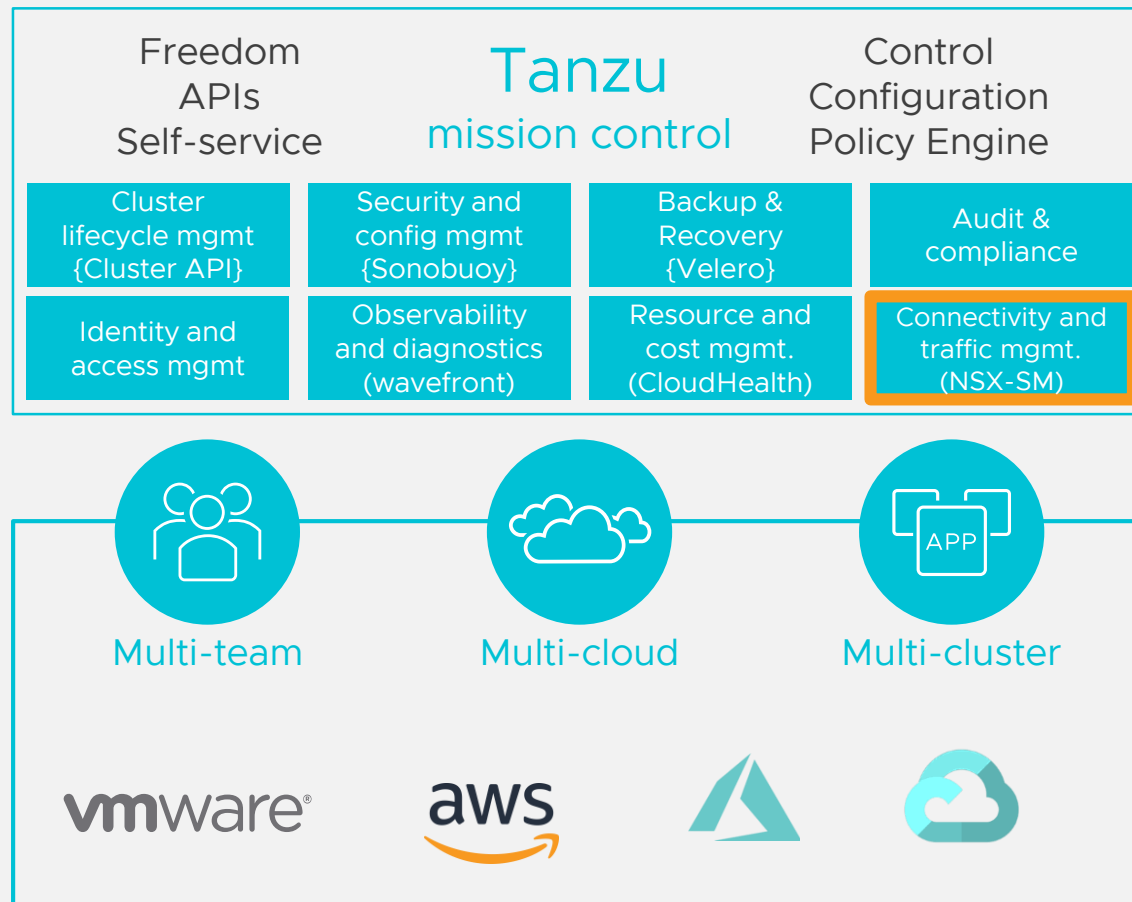 Freedom
APIs
Self-service
Tanzu
mission control
Control
Configuration
Policy Engine
Cluster
lifecycle mgmt
{Cluster API}
Security and
config mgmt
{Sonobuoy}
Backup &
Recovery
{Velero}
Audit &
compliance
Identity and
access mgmt
Observability
and diagnostics
(wavefront)
Resource and
cost mgmt.
(CloudHealth)
Connectivity and
traffic mgmt.
(NSX-SM)
APP
Multi-team
Multi-cloud
Multi-cluster
vmware®
aws